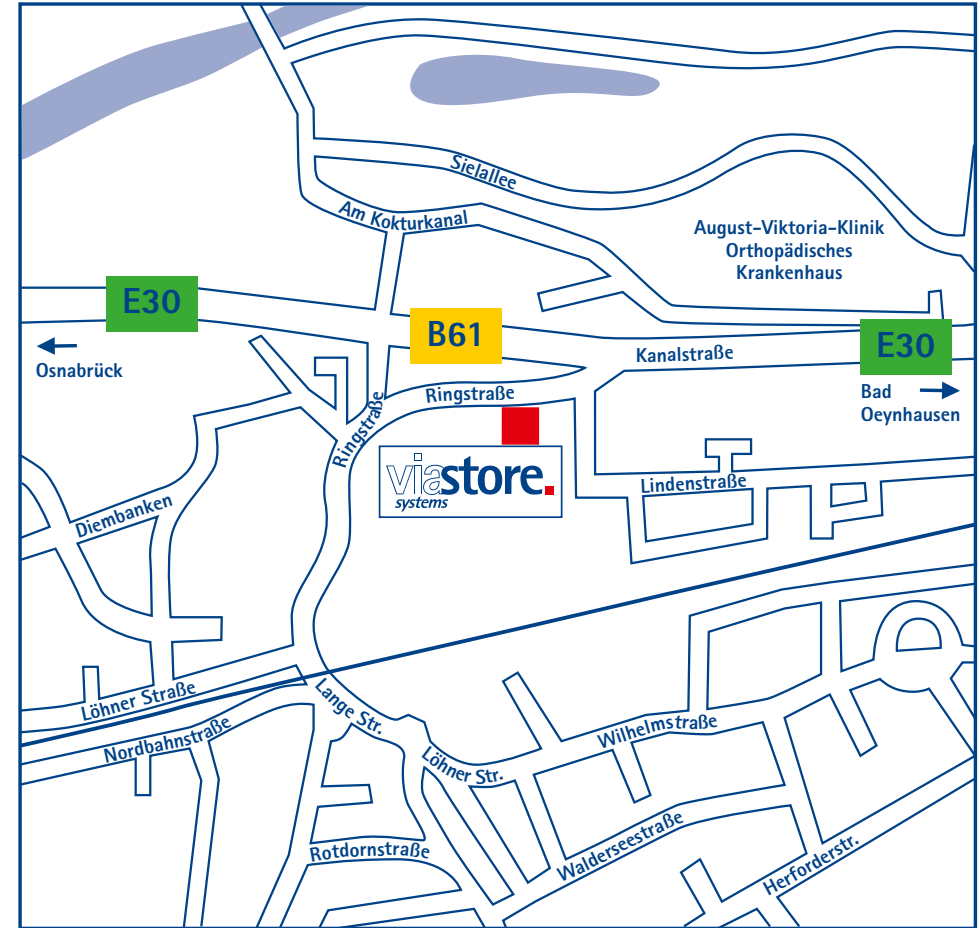 Sielallee
Am Kokturkanal
August-Viktoria-Klinik
Orthopädisches
Krankenhaus
E30
B61
E30
Osnabrück
Kanalstraße
Bad
Oeynhausen
Ringstraße
Ringstraße
viastore.
systems
Lindenstraße
Diembanken
Löhner Straße
Nordbahnstraße
Lange Str.
Löhner Str.
Wilhelmstraße
Rotdornstraße
Walderseestraße
Herforderstr.